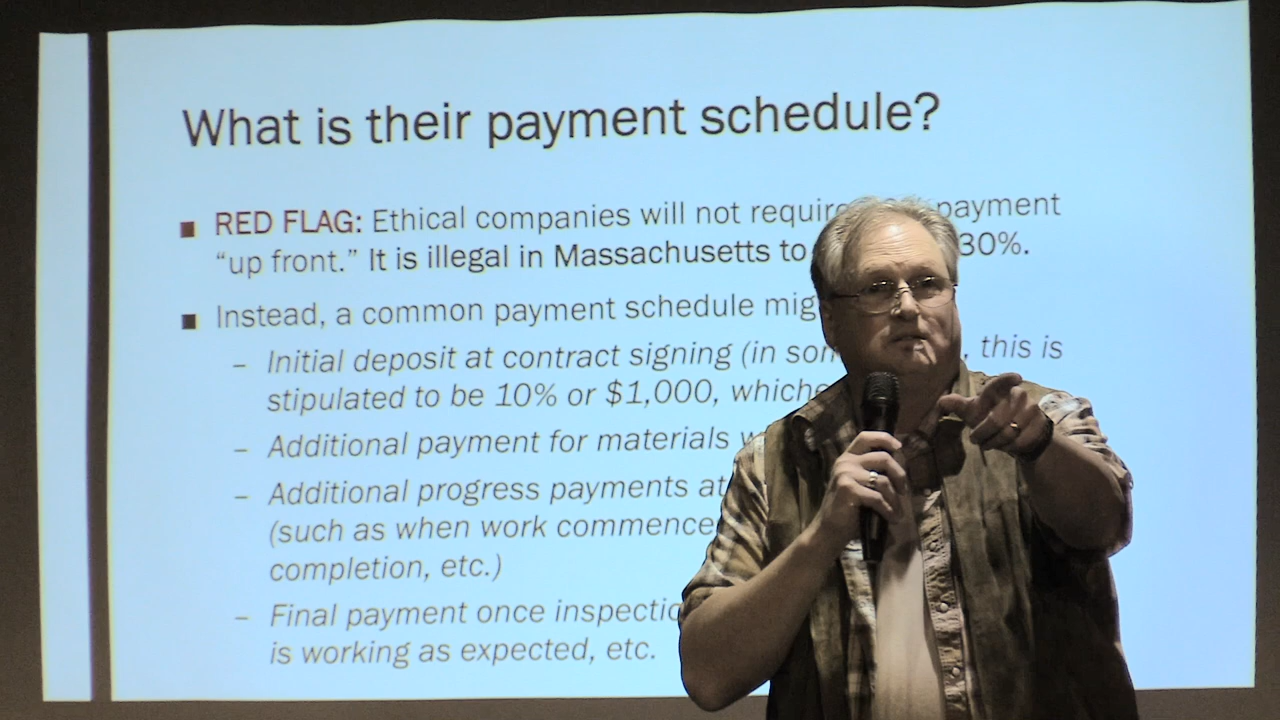 What is their payment schedule?
RED FLAG: Ethical companies will not require payment
“up front.” It is illegal in Massachusetts to 30%.
Instead, a common payment schedule
– Initial deposit at contract signing (in this is
stipulated to be 10% or $1,000,
– Additional payment for materials
– Additional progress payments at
(such as when work
completion, etc.)
– Final payment once
is working as expected, etc.